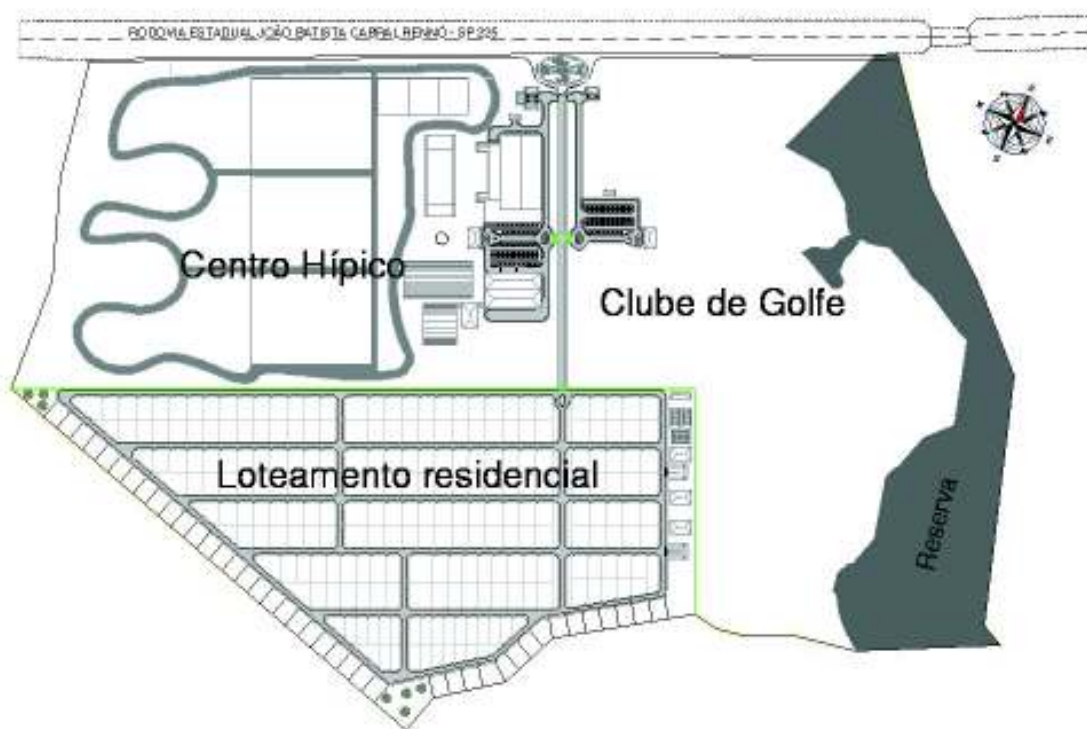 RODOVIA ESTADUAL JOÃO BATISTA CABRAL RENNÓ - SP 225
Centro Hípico
Clube de Golfe
Loteamento residencial
Reserva